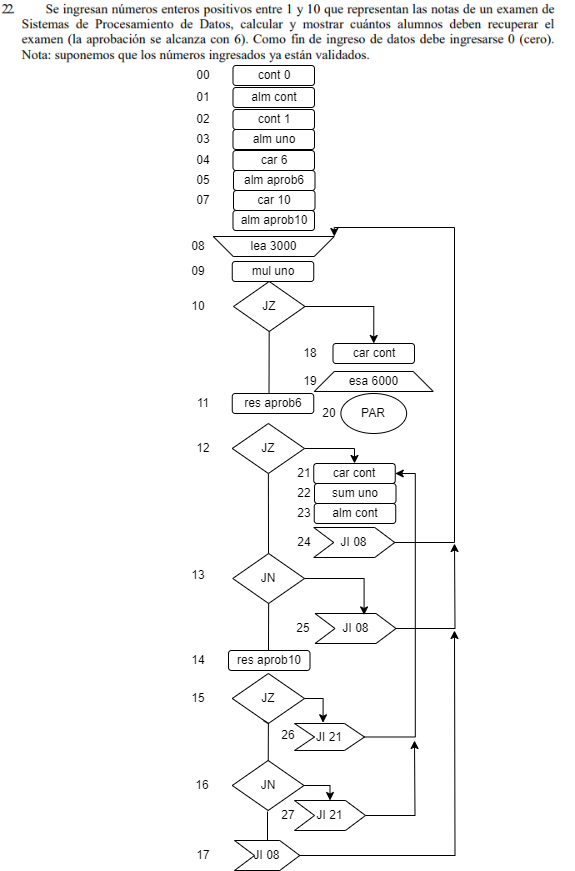 22. Se ingresan números enteros positivos entre 1 y 10 que representan las notas de un examen de
Sistemas de Procesamiento de Datos, calcular y mostrar cuántos alumnos deben recuperar el
examen (la aprobación se alcanza con 6). Como fin de ingreso de datos debe ingresarse 0 (cero).
Nota: suponemos que los números ingresados ya están validados.
00 cont 0
01 alm cont
02 cont 1
03 alm uno
04 car 6
05 alm aprob6
07 car 10
alm aprob10
08 lea 3000
09 mul uno
10 JZ
18 car cont
19 esa 6000
11 res aprob6
20 PAR
12 JZ
21 car cont
22 sum uno
23 alm cont
24 JI 08
13 JN
25 JI 08
14 res aprob10
15 JZ
26 JI 21
16 JN
27 JI 21
17 JI 08